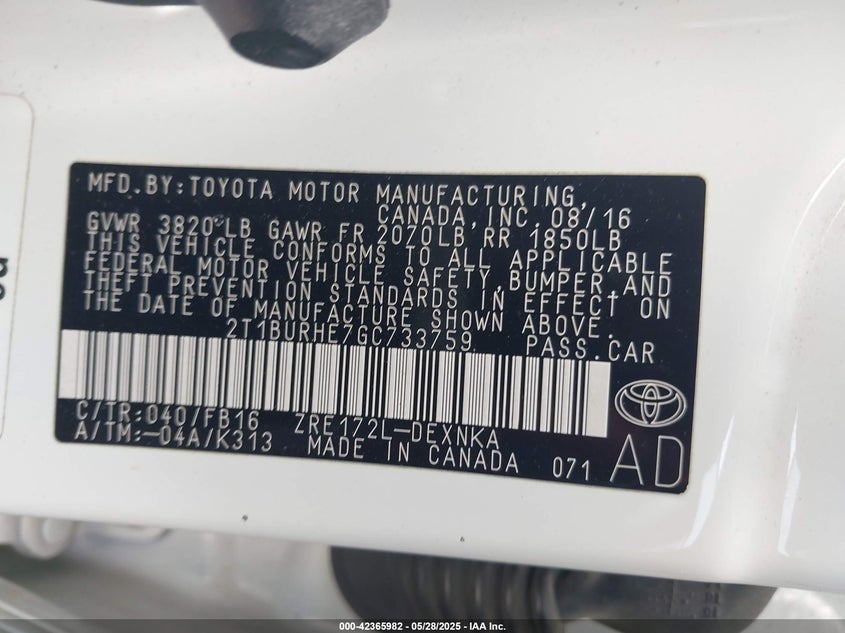 MFD.BY:TOYOTA MOTOR MANUFACTURING,
CANADA,INC. 08/16
GVWR 3820 LB GAWR FR 2070LB RR 1850LB
THIS VEHICLE CONFORMS TO ALL APPLICABLE
FEDERAL MOTOR VEHICLE SAFETY,BUMPER,AND
THEFT PREVENTION STANDARDS IN EFFECT ON
THE DATE OF MANUFACTURE SHOWN ABOVE.
2T1BURHE7GC733759 PASS.CAR
C/TR:040/FB16 ZRE172L-DEXNKA
A/TM:-04A/K313 MADE IN CANADA 071 AD
000-42365982 - 05/28/2025 - IAA Inc.